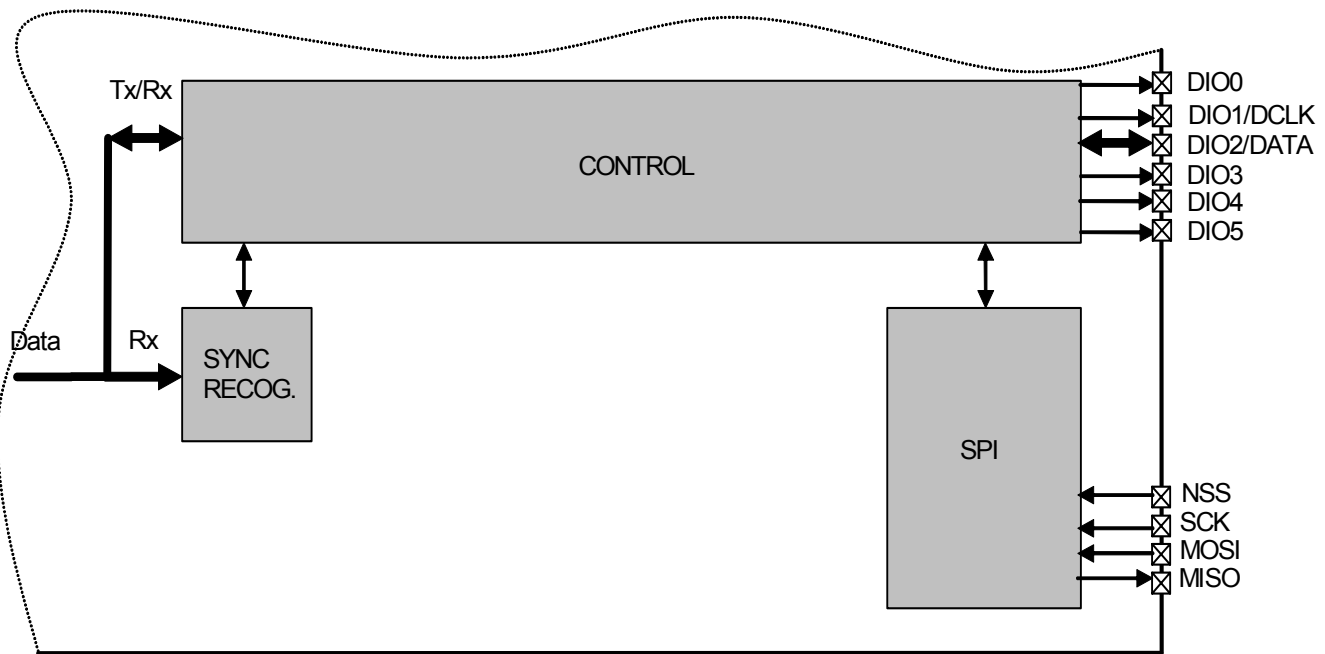 Tx/Rx
CONTROL
DIO0
DIO1/DCLK
DIO2/DATA
DIO3
DIO4
DIO5
Data
Rx
SYNC
RECOG.
SPI
NSS
SCK
MOSI
MISO